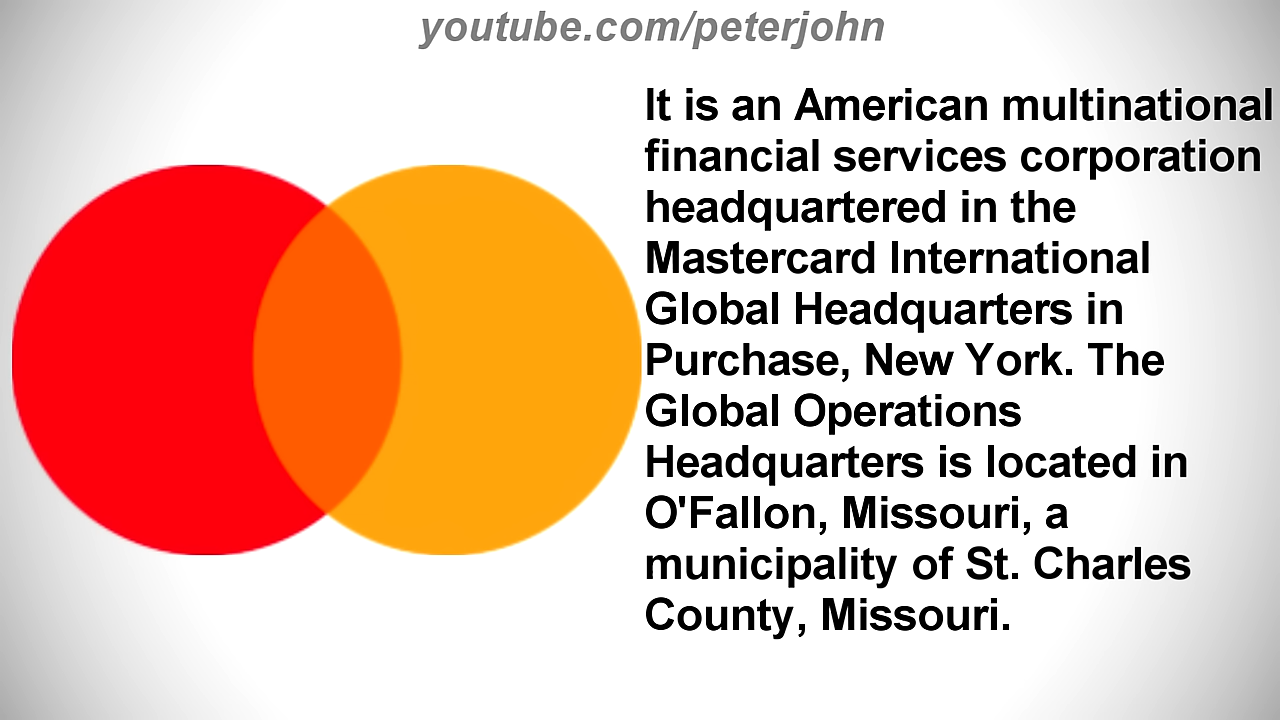 youtube.com/peterjohn
It is an American multinational
financial services corporation
headquartered in the
Mastercard International
Global Headquarters in
Purchase, New York. The
Global Operations
Headquarters is located in
O'Fallon, Missouri, a
municipality of St. Charles
County, Missouri.